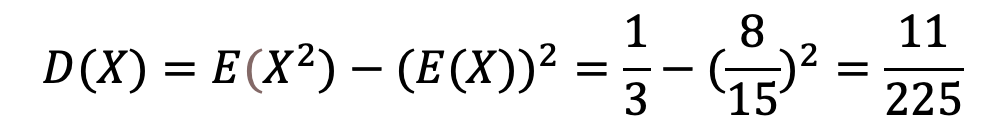 D(X) = E(X²) − (E(X))² = 1/3 − (8/15)² = 11/225